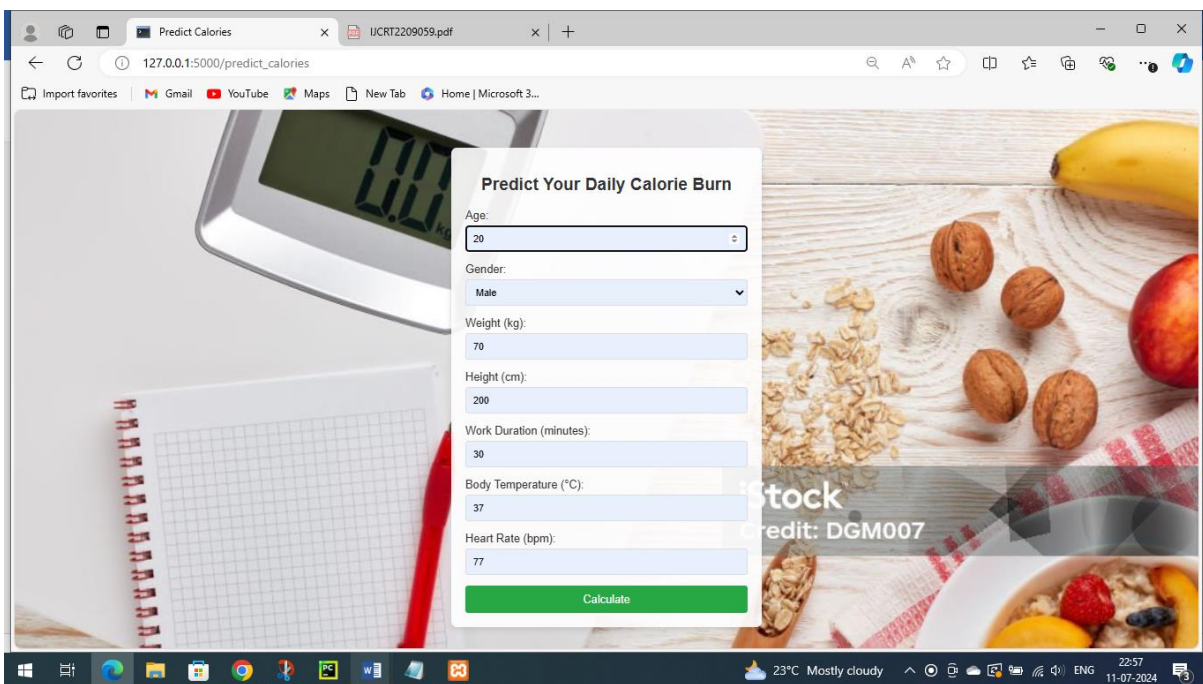 Predict Calories
IJCRT2209059.pdf
127.0.0.1:5000/predict_calories
Import favorites
Gmail
YouTube
Maps
New Tab
Home | Microsoft 3...
0.0
kg
Predict Your Daily Calorie Burn
Age:
20
Gender:
Male
Weight (kg):
70
Height (cm):
200
Work Duration (minutes):
30
Body Temperature (°C):
37
Heart Rate (bpm):
77
Calculate
iStock
Credit: DGM007
23°C Mostly cloudy
ENG
22:57
11-07-2024